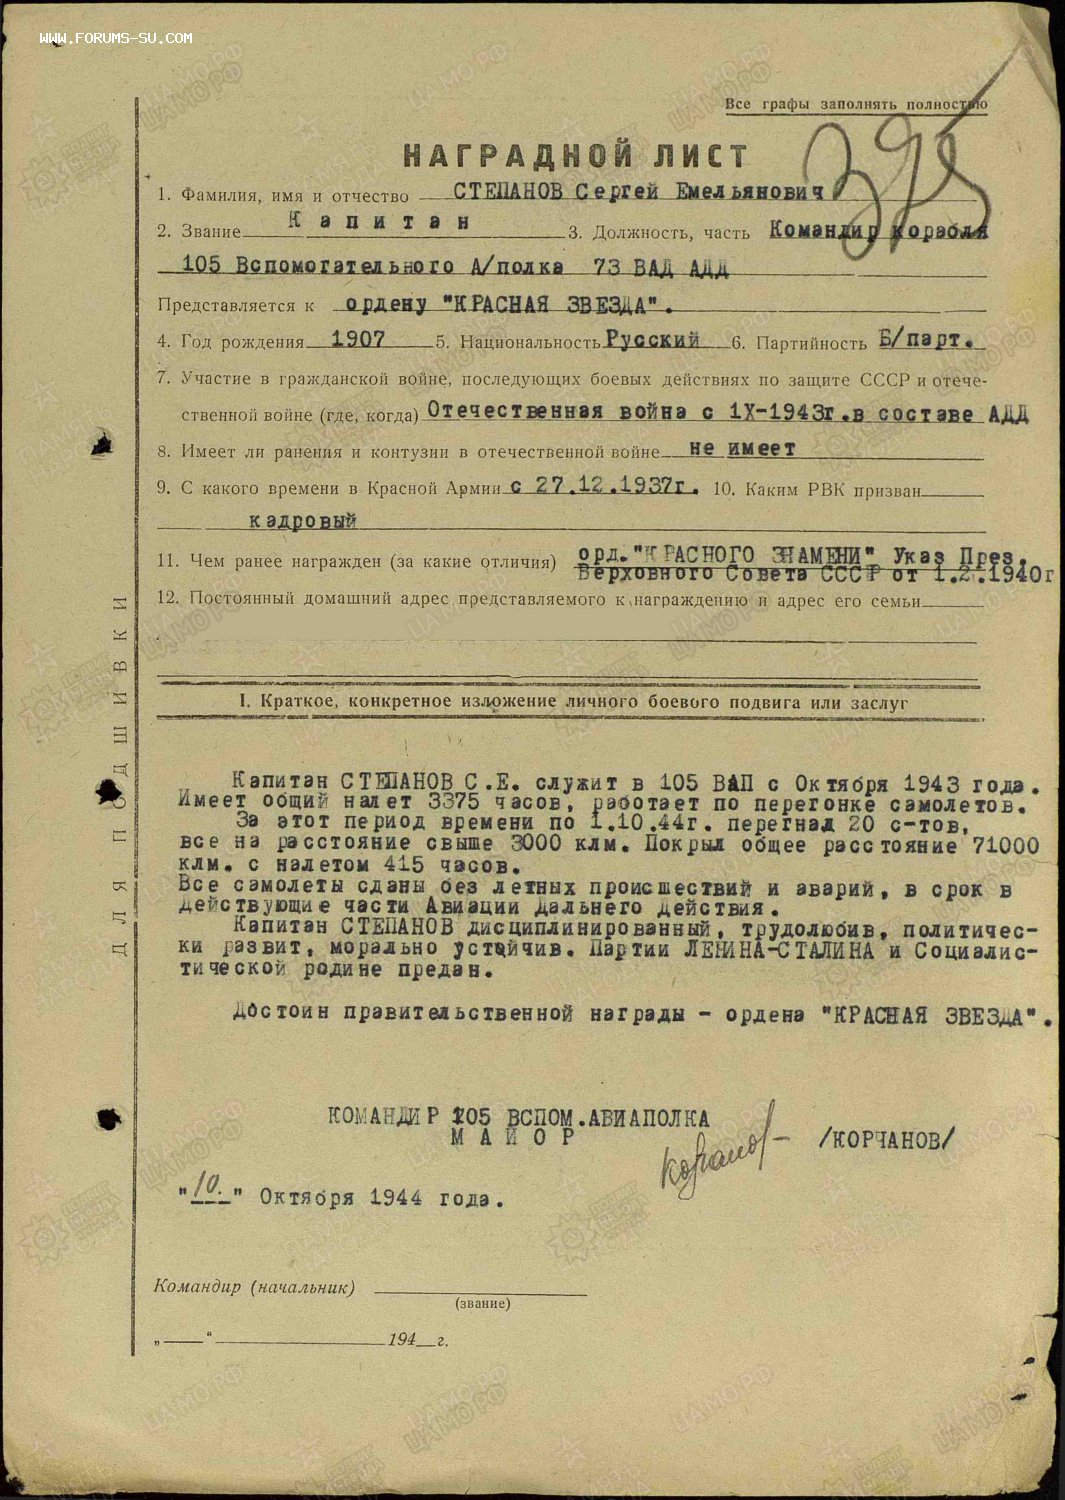 WWW.FORUMS-SU.COM
Все графы заполнять полностью
395
НАГРАДНОЙ ЛИСТ
1. Фамилия, имя и отчество СТЕПАНОВ Сергей Емельянович
2. Звание Капитан 3. Должность, часть Командир корабля
105 Вспомогательного А/полка 73 ВАД АДД
Представляется к ордену "КРАСНАЯ ЗВЕЗДА".
4. Год рождения 1907 5. Национальность Русский 6. Партийность Б/парт.
7. Участие в гражданской войне, последующих боевых действиях по защите СССР и отече-
ственной войне (где, когда) Отечественная война с 1Х-1943г.в составе АДД
8. Имеет ли ранения и контузии в отечественной войне не имеет
9. С какого времени в Красной Армии с 27.12.1937г. 10. Каким РВК призван
кадровый
11. Чем ранее награжден (за какие отличия) орд."КРАСНОГО ЗНАМЕНИ" Указ През.
Верховного Совета СССР от 1.2.1940г
12. Постоянный домашний адрес представляемого к награждению и адрес его семьи
ДЛЯ ПОДШИВКИ
I. Краткое, конкретное изложение личного боевого подвига или заслуг
Капитан СТЕПАНОВ С.Е. служит в 105 ВАП с Октября 1943 года.
Имеет общий налет 3375 часов, работает по перегонке самолетов.
За этот период времени по 1.10.44г. перегнал 20 с-тов,
все на расстояние свыше 3000 клм. Покрыл общее расстояние 71000
клм. с налетом 415 часов.
Все самолеты сданы без летных происшествий и аварий, в срок в
действующие части Авиации Дальнего Действия.
Капитан СТЕПАНОВ дисциплинированный, трудолюбив, политичес-
ки развит, морально устойчив. Партии ЛЕНИНА-СТАЛИНА и Социалис-
тической родине предан.
Достоин правительственной награды - ордена "КРАСНАЯ ЗВЕЗДА".
КОМАНДИР 105 ВСПОМ.АВИАПОЛКА
МАЙОР /КОРЧАНОВ/
"10." Октября 1944 года.
Командир (начальник)
(звание)
„ “ 194 г.